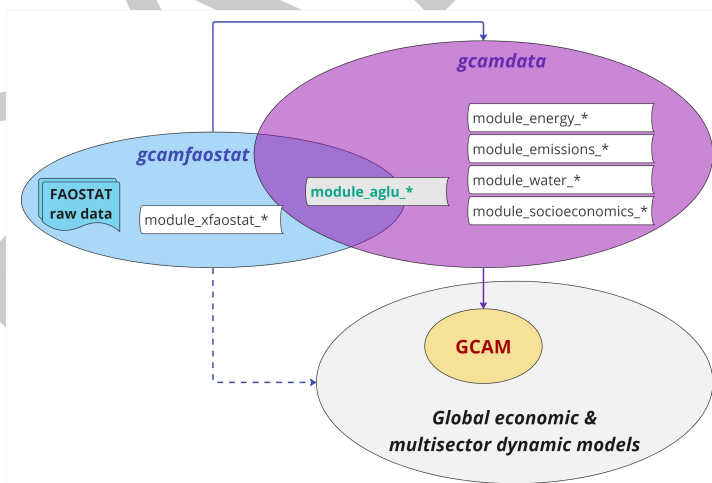 gcamdata
module_energy_*
gcamfaostat
module_emissions_*
FAOSTAT
raw data
module_aglu_*
module_water_*
module_xfaostat_*
module_socioeconomics_*
GCAM
Global economic &
multisector dynamic models